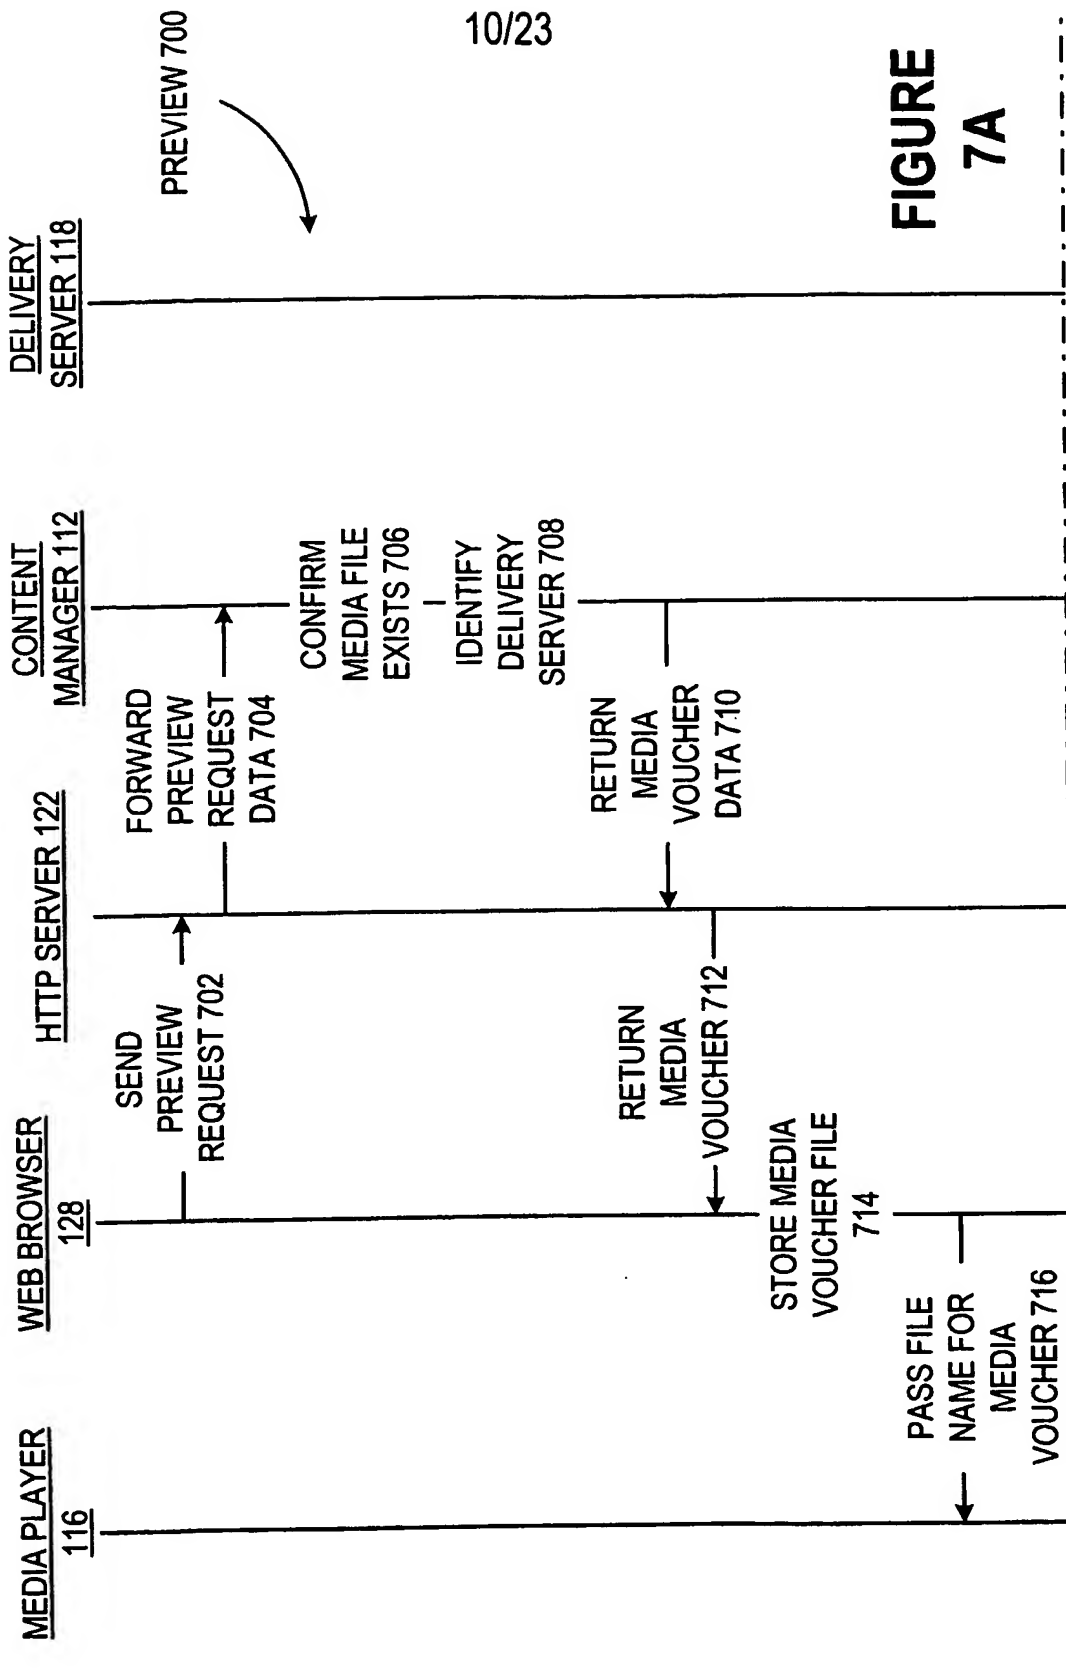 10/23
MEDIA PLAYER
116
WEB BROWSER
128
HTTP SERVER 122
CONTENT
MANAGER 112
DELIVERY
SERVER 118
PREVIEW 700
SEND
PREVIEW
REQUEST 702
FORWARD
PREVIEW
REQUEST
DATA 704
CONFIRM
MEDIA FILE
EXISTS 706
IDENTIFY
DELIVERY
SERVER 708
RETURN
MEDIA
VOUCHER
DATA 710
RETURN
MEDIA
VOUCHER 712
STORE MEDIA
VOUCHER FILE
714
PASS FILE
NAME FOR
MEDIA
VOUCHER 716
FIGURE
7A